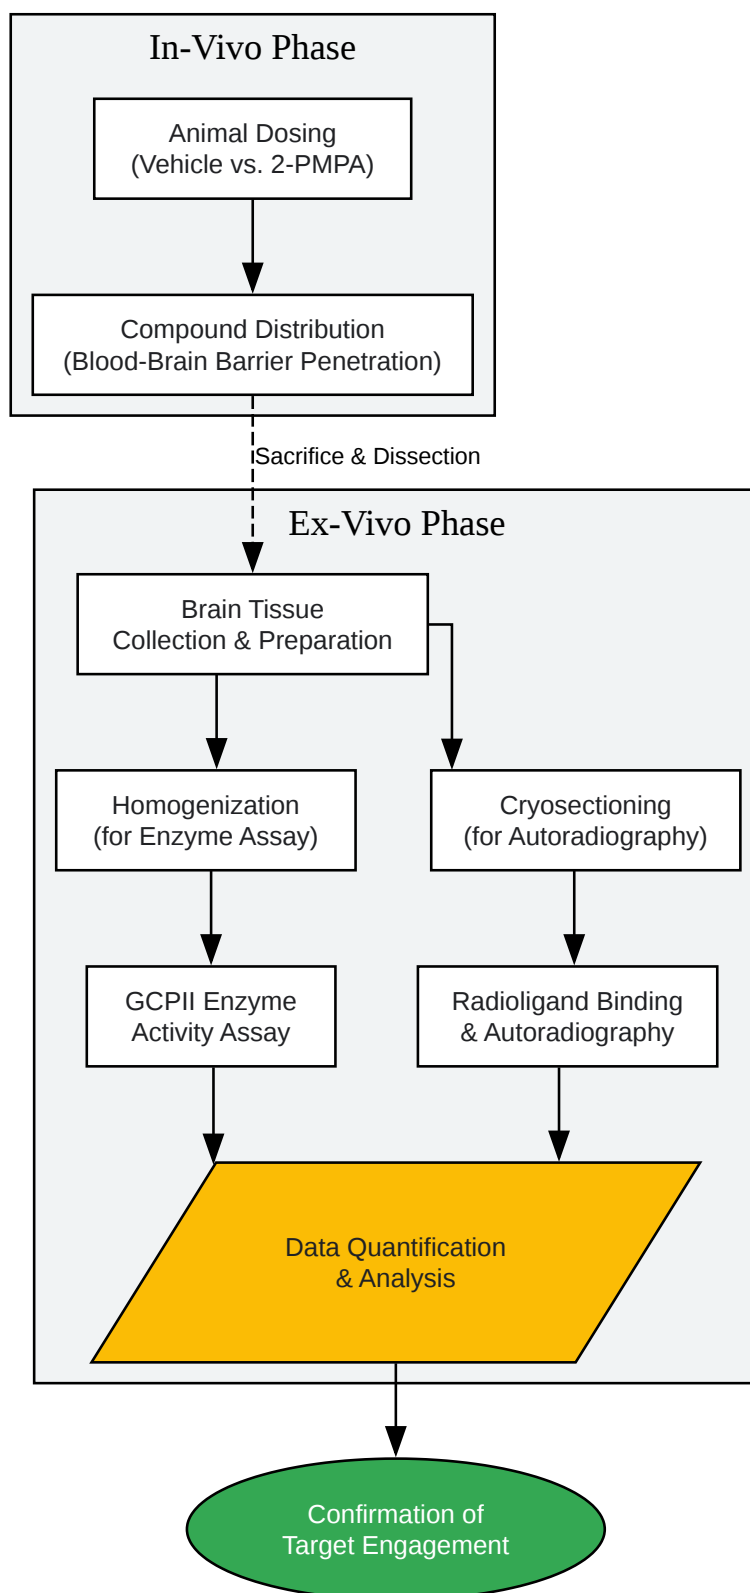 In-Vivo Phase
Animal Dosing
(Vehicle vs. 2-PMPA)
Compound Distribution
(Blood-Brain Barrier Penetration)
Sacrifice & Dissection
Ex-Vivo Phase
Brain Tissue
Collection & Preparation
Homogenization
(for Enzyme Assay)
Cryosectioning
(for Autoradiography)
GCPII Enzyme
Activity Assay
Radioligand Binding
& Autoradiography
Data Quantification
& Analysis
Confirmation of
Target Engagement